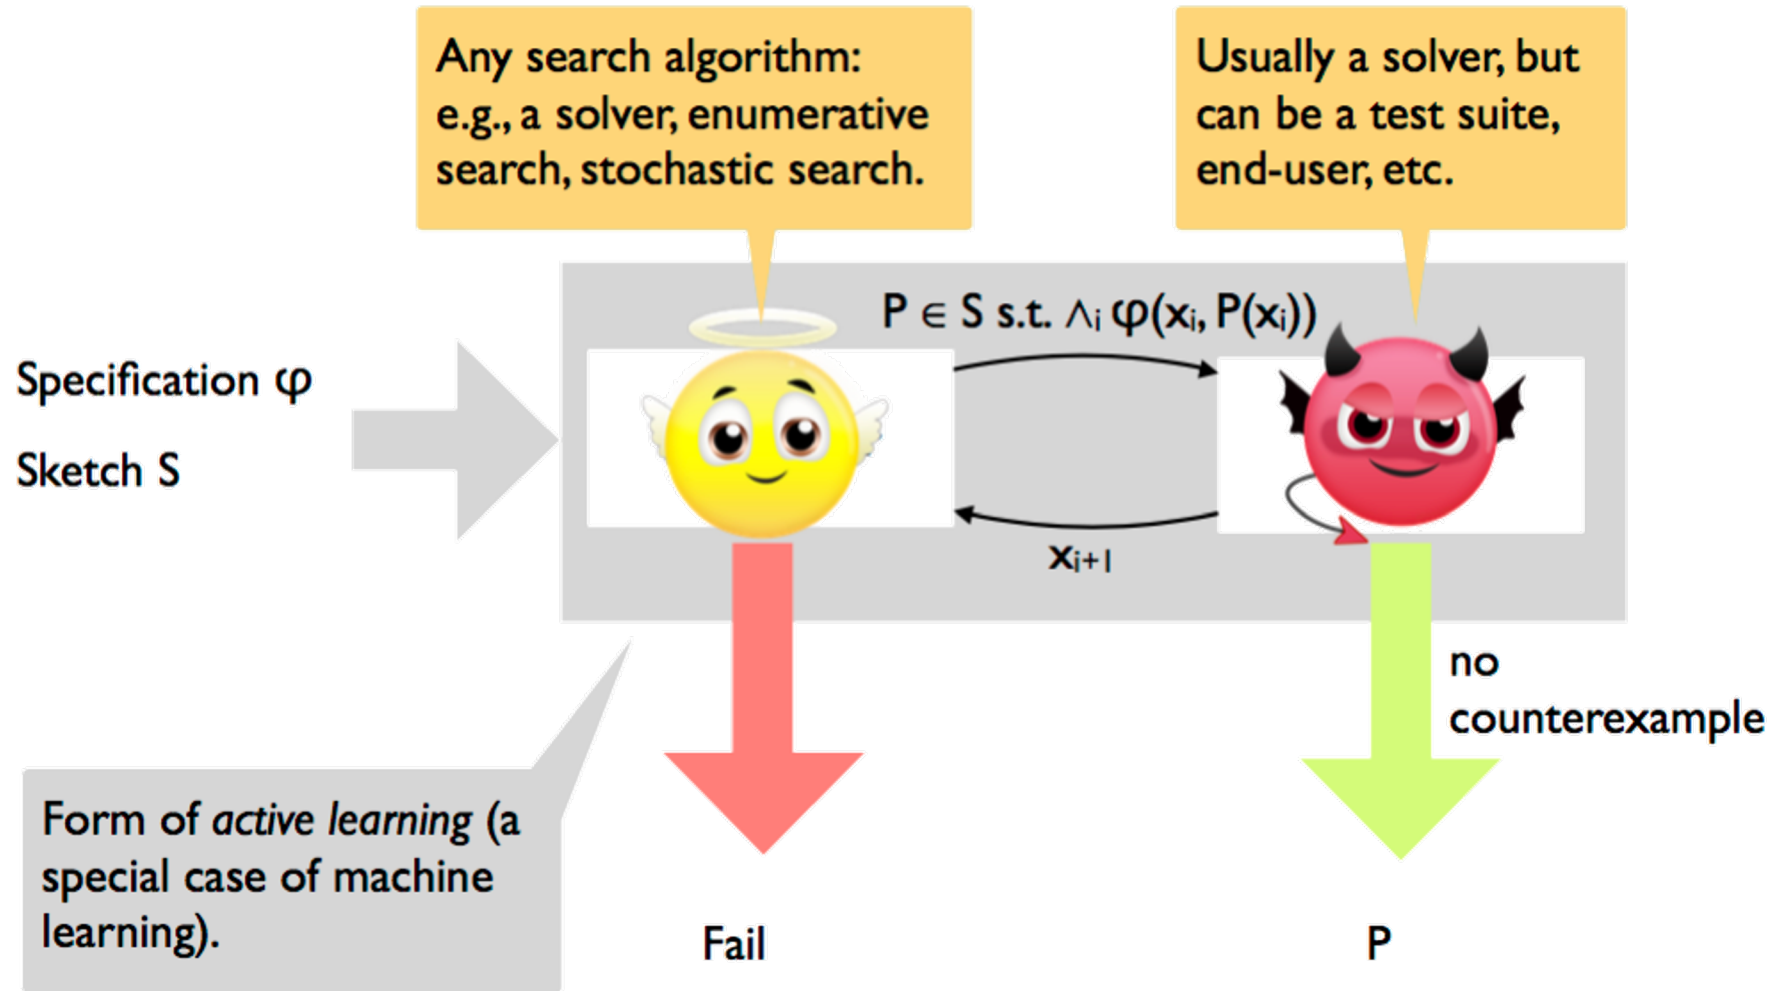 Any search algorithm:
e.g., a solver, enumerative
search, stochastic search.
Usually a solver, but
can be a test suite,
end-user, etc.
P ∈ S s.t. ∧ᵢ φ(xᵢ, P(xᵢ))
Specification φ
Sketch S
xᵢ₊₁
no
counterexample
Form of active learning (a
special case of machine
learning).
Fail
P